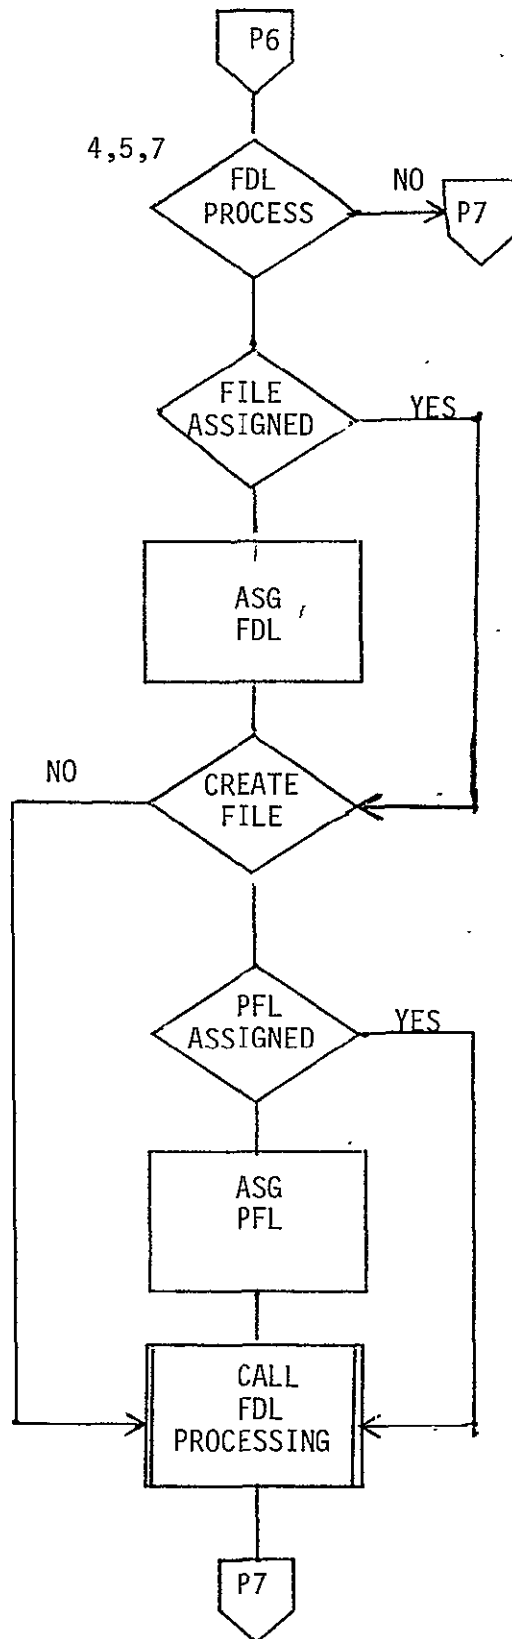 P6
4,5,7
FDL
PROCESS
NO
P7
FILE
ASSIGNED
YES
ASG
FDL
NO
CREATE
FILE
PFL
ASSIGNED
YES
ASG
PFL
CALL
FDL
PROCESSING
P7